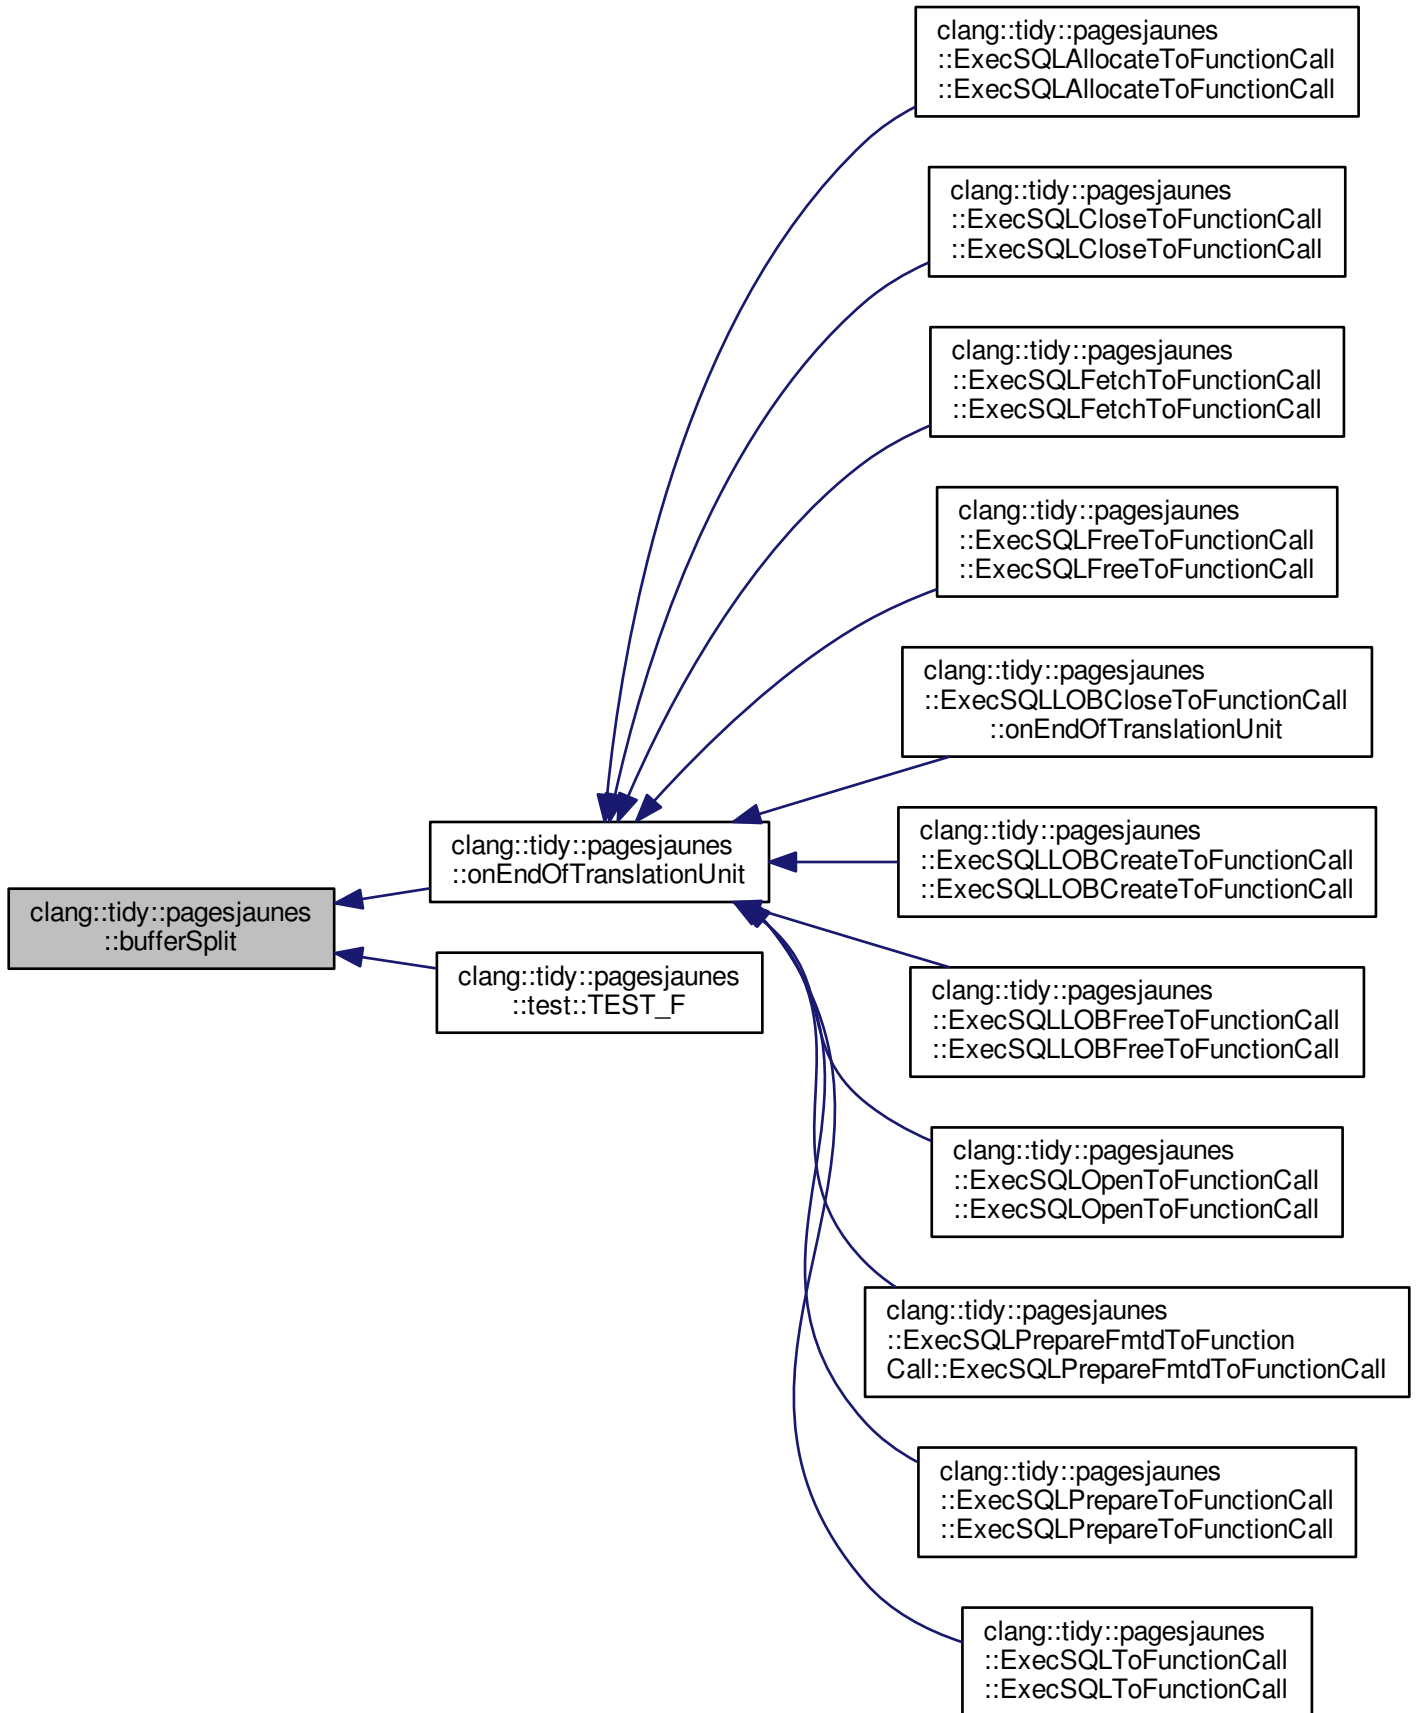 clang::tidy::pagesjaunes
::ExecSQLAllocateToFunctionCall
::ExecSQLAllocateToFunctionCall
clang::tidy::pagesjaunes
::ExecSQLCloseToFunctionCall
::ExecSQLCloseToFunctionCall
clang::tidy::pagesjaunes
::ExecSQLFetchToFunctionCall
::ExecSQLFetchToFunctionCall
clang::tidy::pagesjaunes
::ExecSQLFreeToFunctionCall
::ExecSQLFreeToFunctionCall
clang::tidy::pagesjaunes
::ExecSQLLOBCloseToFunctionCall
::onEndOfTranslationUnit
clang::tidy::pagesjaunes
::onEndOfTranslationUnit
clang::tidy::pagesjaunes
::ExecSQLLOBCreateToFunctionCall
::ExecSQLLOBCreateToFunctionCall
clang::tidy::pagesjaunes
::bufferSplit
clang::tidy::pagesjaunes
::test::TEST_F
clang::tidy::pagesjaunes
::ExecSQLLOBFreeToFunctionCall
::ExecSQLLOBFreeToFunctionCall
clang::tidy::pagesjaunes
::ExecSQLOpenToFunctionCall
::ExecSQLOpenToFunctionCall
clang::tidy::pagesjaunes
::ExecSQLPrepareFmtdToFunction
Call::ExecSQLPrepareFmtdToFunctionCall
clang::tidy::pagesjaunes
::ExecSQLPrepareToFunctionCall
::ExecSQLPrepareToFunctionCall
clang::tidy::pagesjaunes
::ExecSQLToFunctionCall
::ExecSQLToFunctionCall